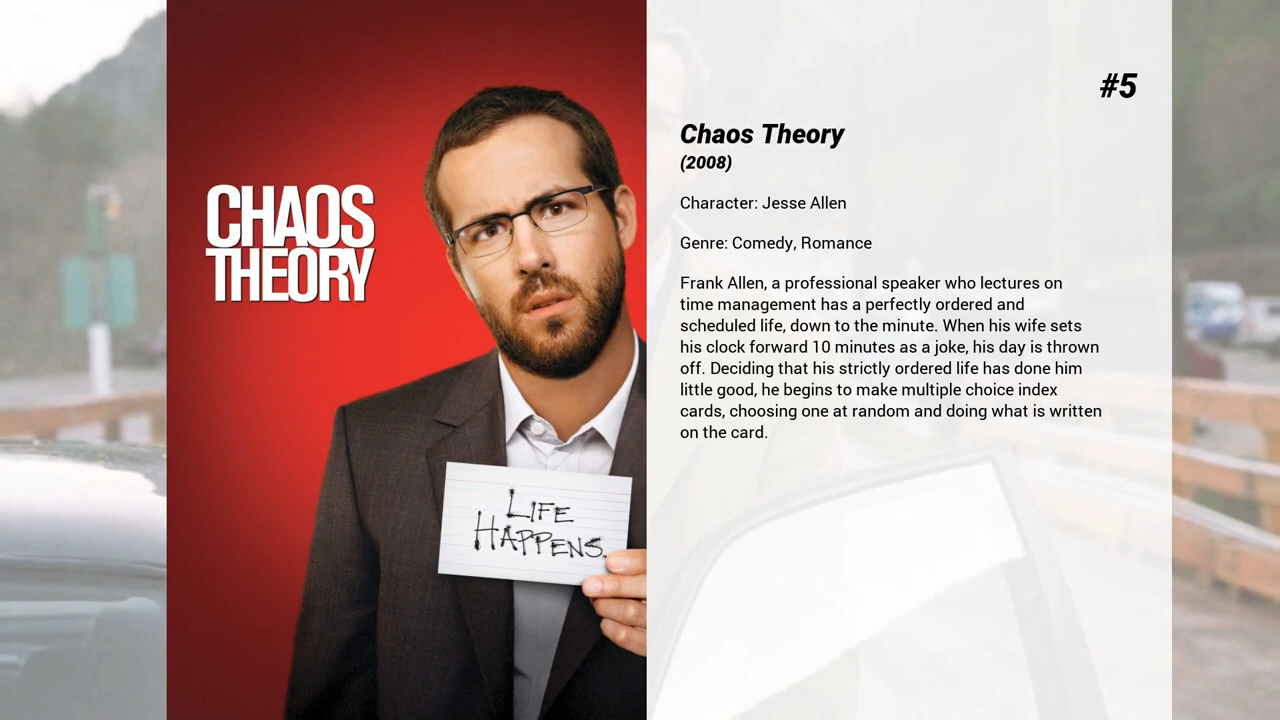 CHAOS
THEORY
LIFE
HAPPENS.
#5
Chaos Theory
(2008)
Character: Jesse Allen
Genre: Comedy, Romance
Frank Allen, a professional speaker who lectures on
time management has a perfectly ordered and
scheduled life, down to the minute. When his wife sets
his clock forward 10 minutes as a joke, his day is thrown
off. Deciding that his strictly ordered life has done him
little good, he begins to make multiple choice index
cards, choosing one at random and doing what is written
on the card.